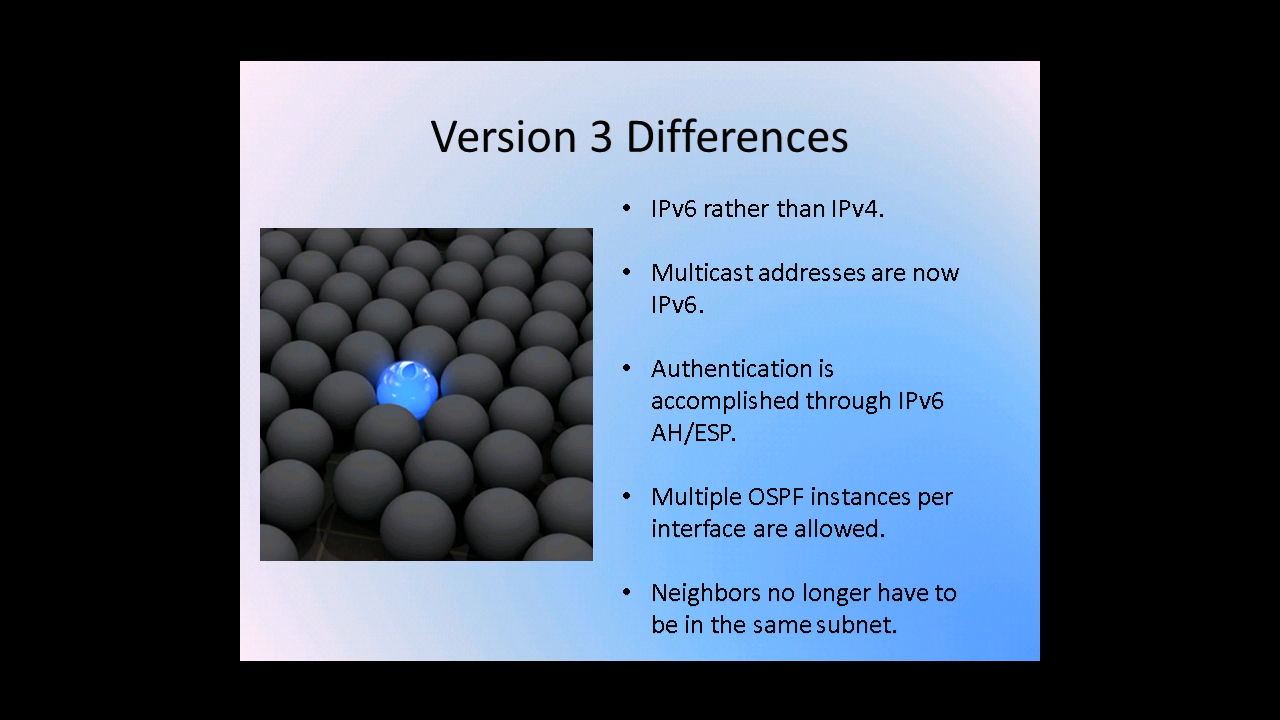 Version 3 Differences
• IPv6 rather than IPv4.
• Multicast addresses are now
IPv6.
• Authentication is
accomplished through IPv6
AH/ESP.
• Multiple OSPF instances per
interface are allowed.
• Neighbors no longer have to
be in the same subnet.